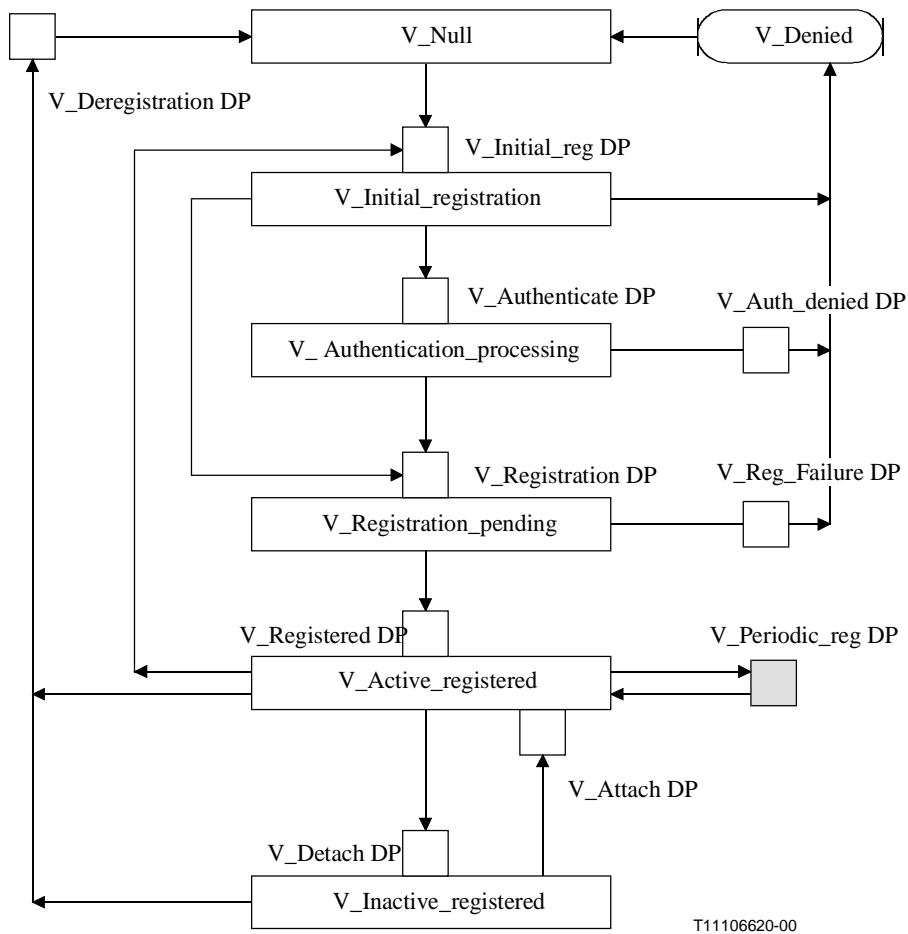 V_Null
V_Denied
V_Deregistration DP
V_Initial_reg DP
V_Initial_registration
V_Authenticate DP
V_Auth_denied DP
V_ Authentication_processing
V_Registration DP
V_Reg_Failure DP
V_Registration_pending
V_Registered DP
V_Periodic_reg DP
V_Active_registered
V_Attach DP
V_Detach DP
V_Inactive_registered
T11106620-00